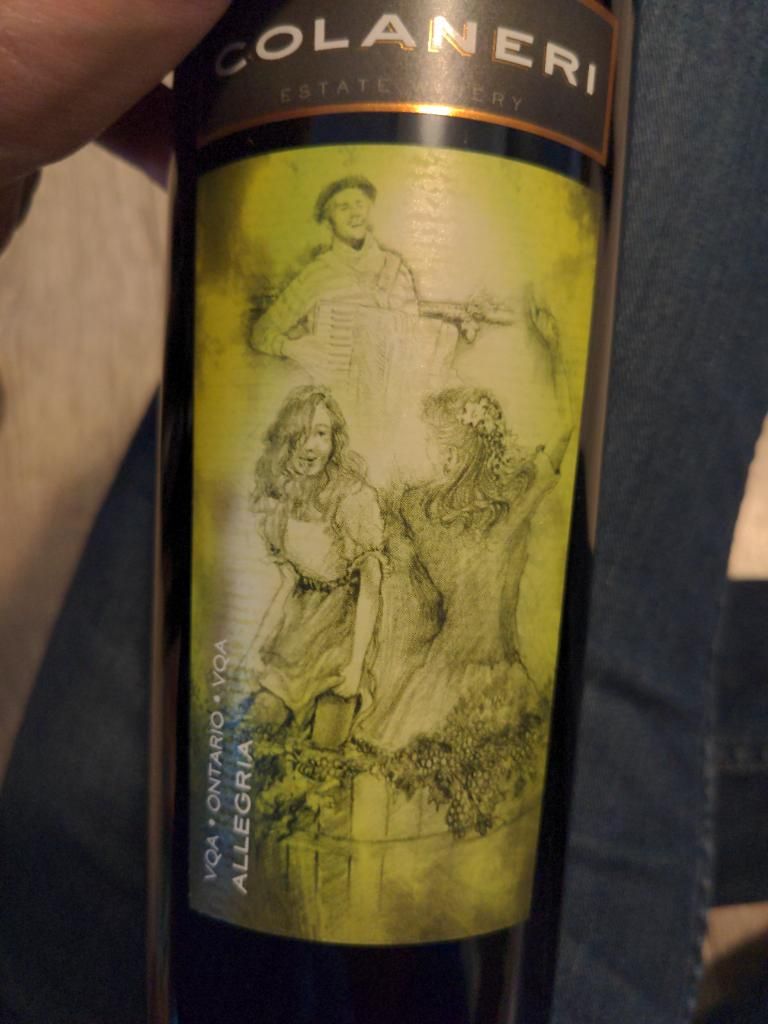 COLANERI
ESTATE WINERY
VQA • ONTARIO • VQA
ALLEGRIA